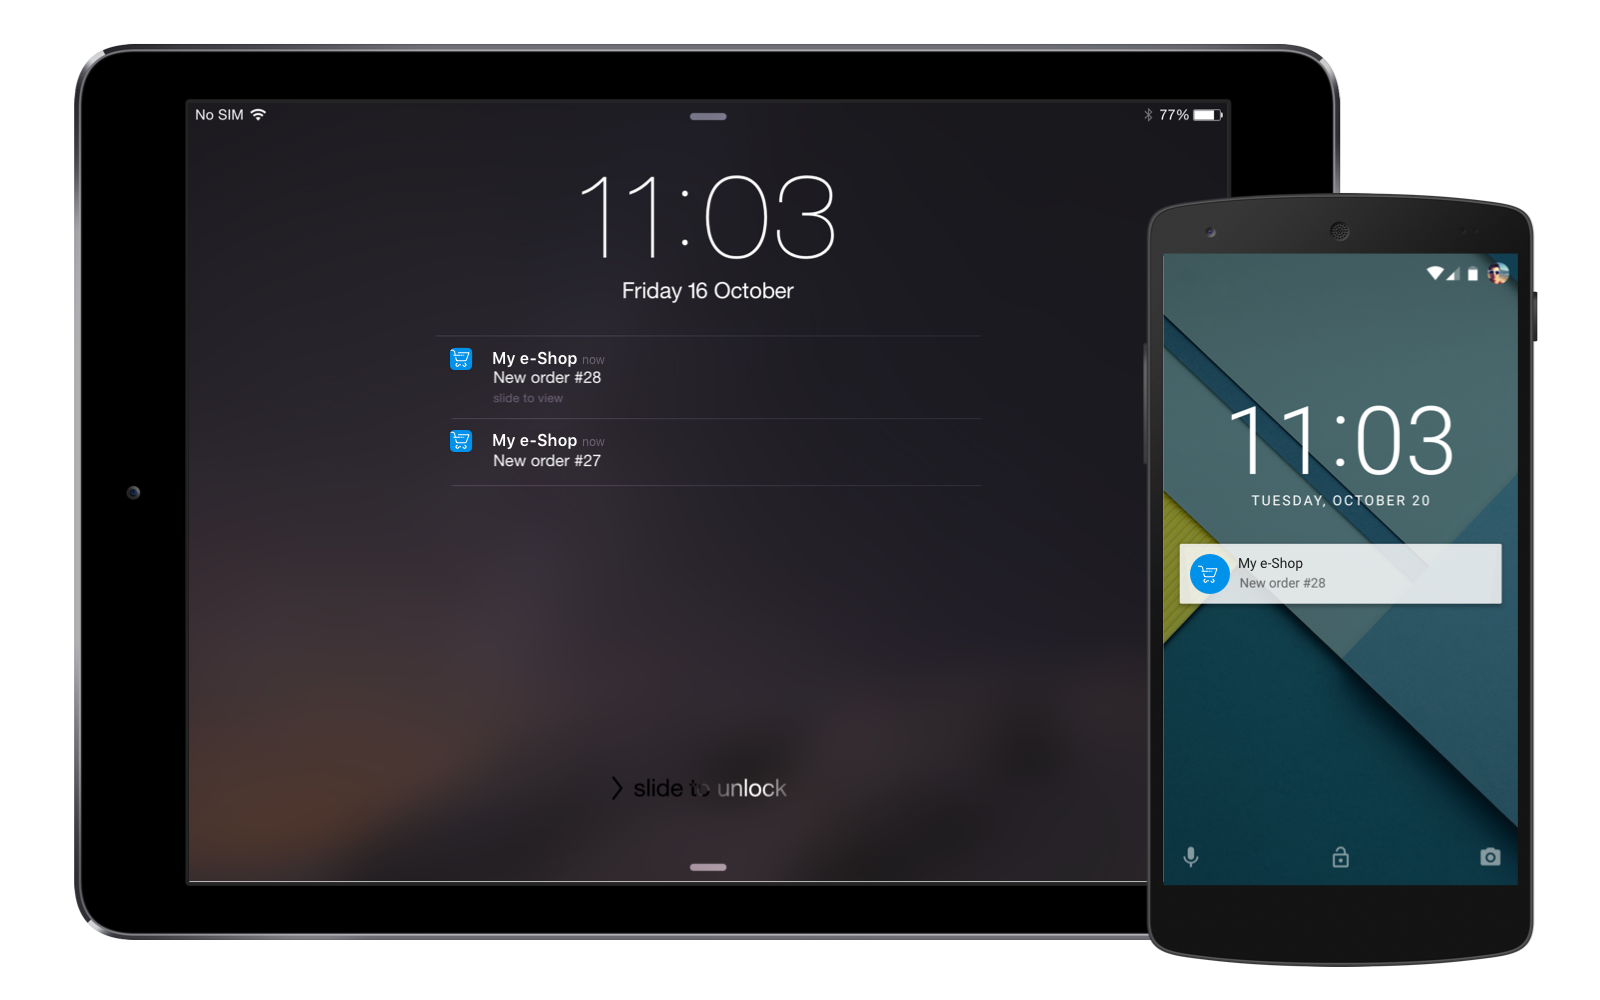 No SIM
77%
11:03
Friday 16 October
My e-Shop now
New order #28
slide to view
My e-Shop now
New order #27
slide to unlock
11:03
TUESDAY, OCTOBER 20
My e-Shop
New order #28